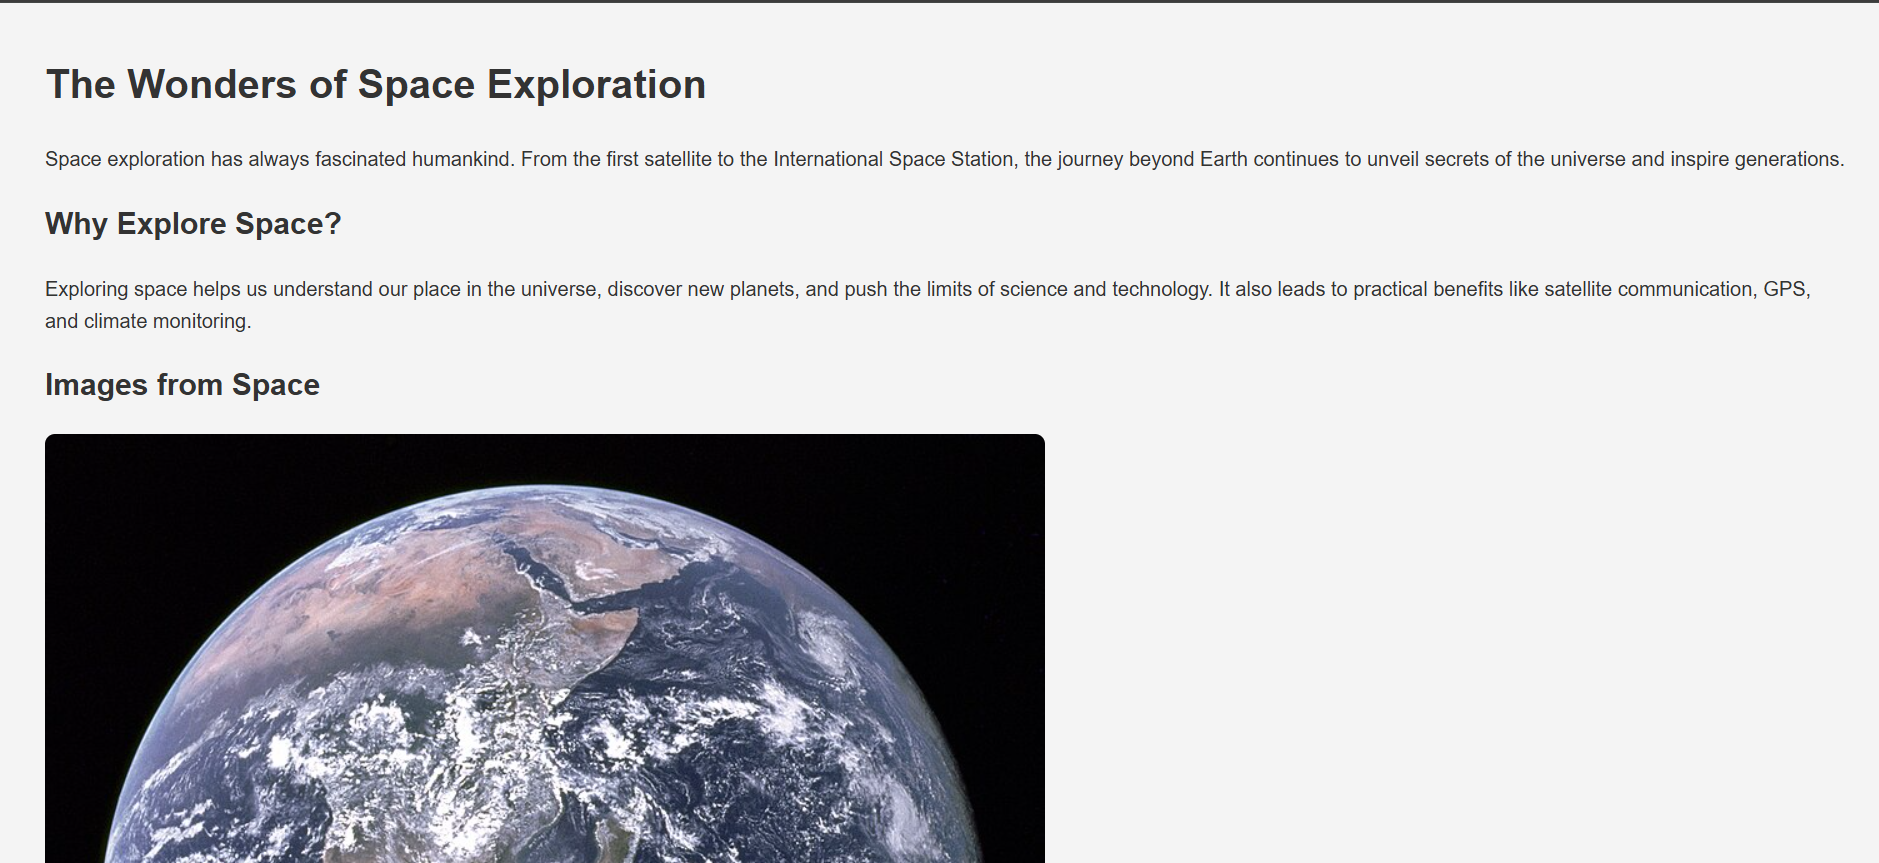 The Wonders of Space Exploration
Space exploration has always fascinated humankind. From the first satellite to the International Space Station, the journey beyond Earth continues to unveil secrets of the universe and inspire generations.
Why Explore Space?
Exploring space helps us understand our place in the universe, discover new planets, and push the limits of science and technology. It also leads to practical benefits like satellite communication, GPS,
and climate monitoring.
Images from Space